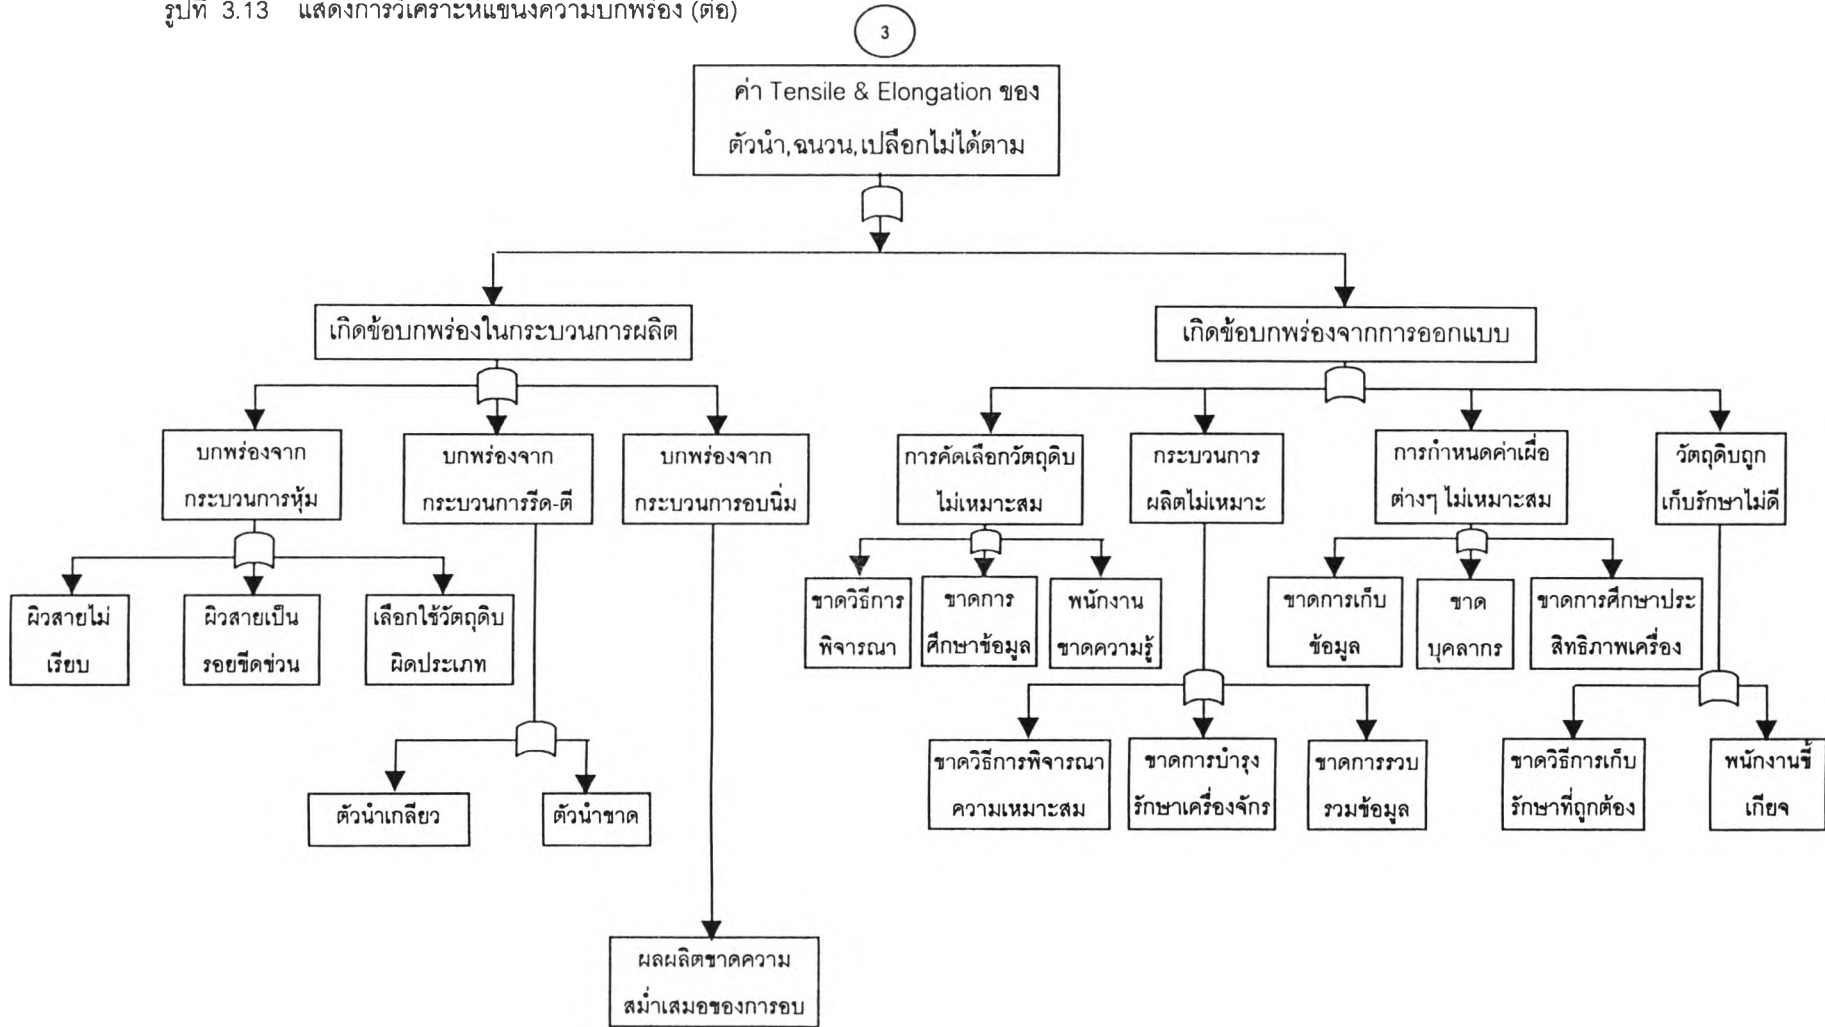 รูปที่ 3.13 แสดงการวิเคราะห์แขนงความบกพร่อง (ต่อ)
3
ค่า Tensile & Elongation ของ
ตัวนำ,ฉนวน,เปลือกไม่ได้ตาม
เกิดข้อบกพร่องในกระบวนการผลิต
เกิดข้อบกพร่องจากการออกแบบ
บกพร่องจาก
กระบวนการหุ้ม
บกพร่องจาก
กระบวนการรีด-ตี
บกพร่องจาก
กระบวนการอบนิ่ม
การคัดเลือกวัตถุดิบ
ไม่เหมาะสม
กระบวนการ
ผลิตไม่เหมาะ
การกำหนดค่าเผื่อ
ต่างๆ ไม่เหมาะสม
วัตถุดิบถูก
เก็บรักษาไม่ดี
ผิวสายไม่
เรียบ
ผิวสายเป็น
รอยขีดข่วน
เลือกใช้วัตถุดิบ
ผิดประเภท
ขาดวิธีการ
พิจารณา
ขาดการ
ศึกษาข้อมูล
พนักงาน
ขาดความรู้
ขาดการเก็บ
ข้อมูล
ขาด
บุคลากร
ขาดการศึกษาประ
สิทธิภาพเครื่อง
ตัวนำเกลียว
ตัวนำขาด
ขาดวิธีการพิจารณา
ความเหมาะสม
ขาดการบำรุง
รักษาเครื่องจักร
ขาดการรวบ
รวมข้อมูล
ขาดวิธีการเก็บ
รักษาที่ถูกต้อง
พนักงานขี้
เกียจ
ผลผลิตขาดความ
สม่ำเสมอของการอบ